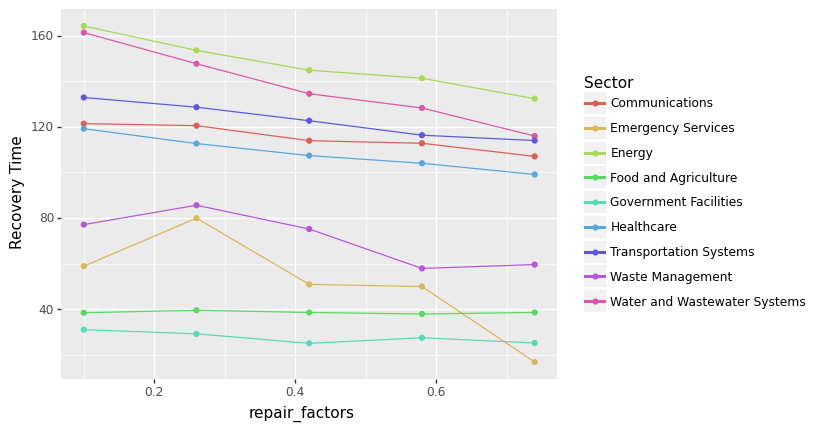 160
120
80
40
Recovery Time
0.2
0.4
0.6
repair_factors
Sector
Communications
Emergency Services
Energy
Food and Agriculture
Government Facilities
Healthcare
Transportation Systems
Waste Management
Water and Wastewater Systems